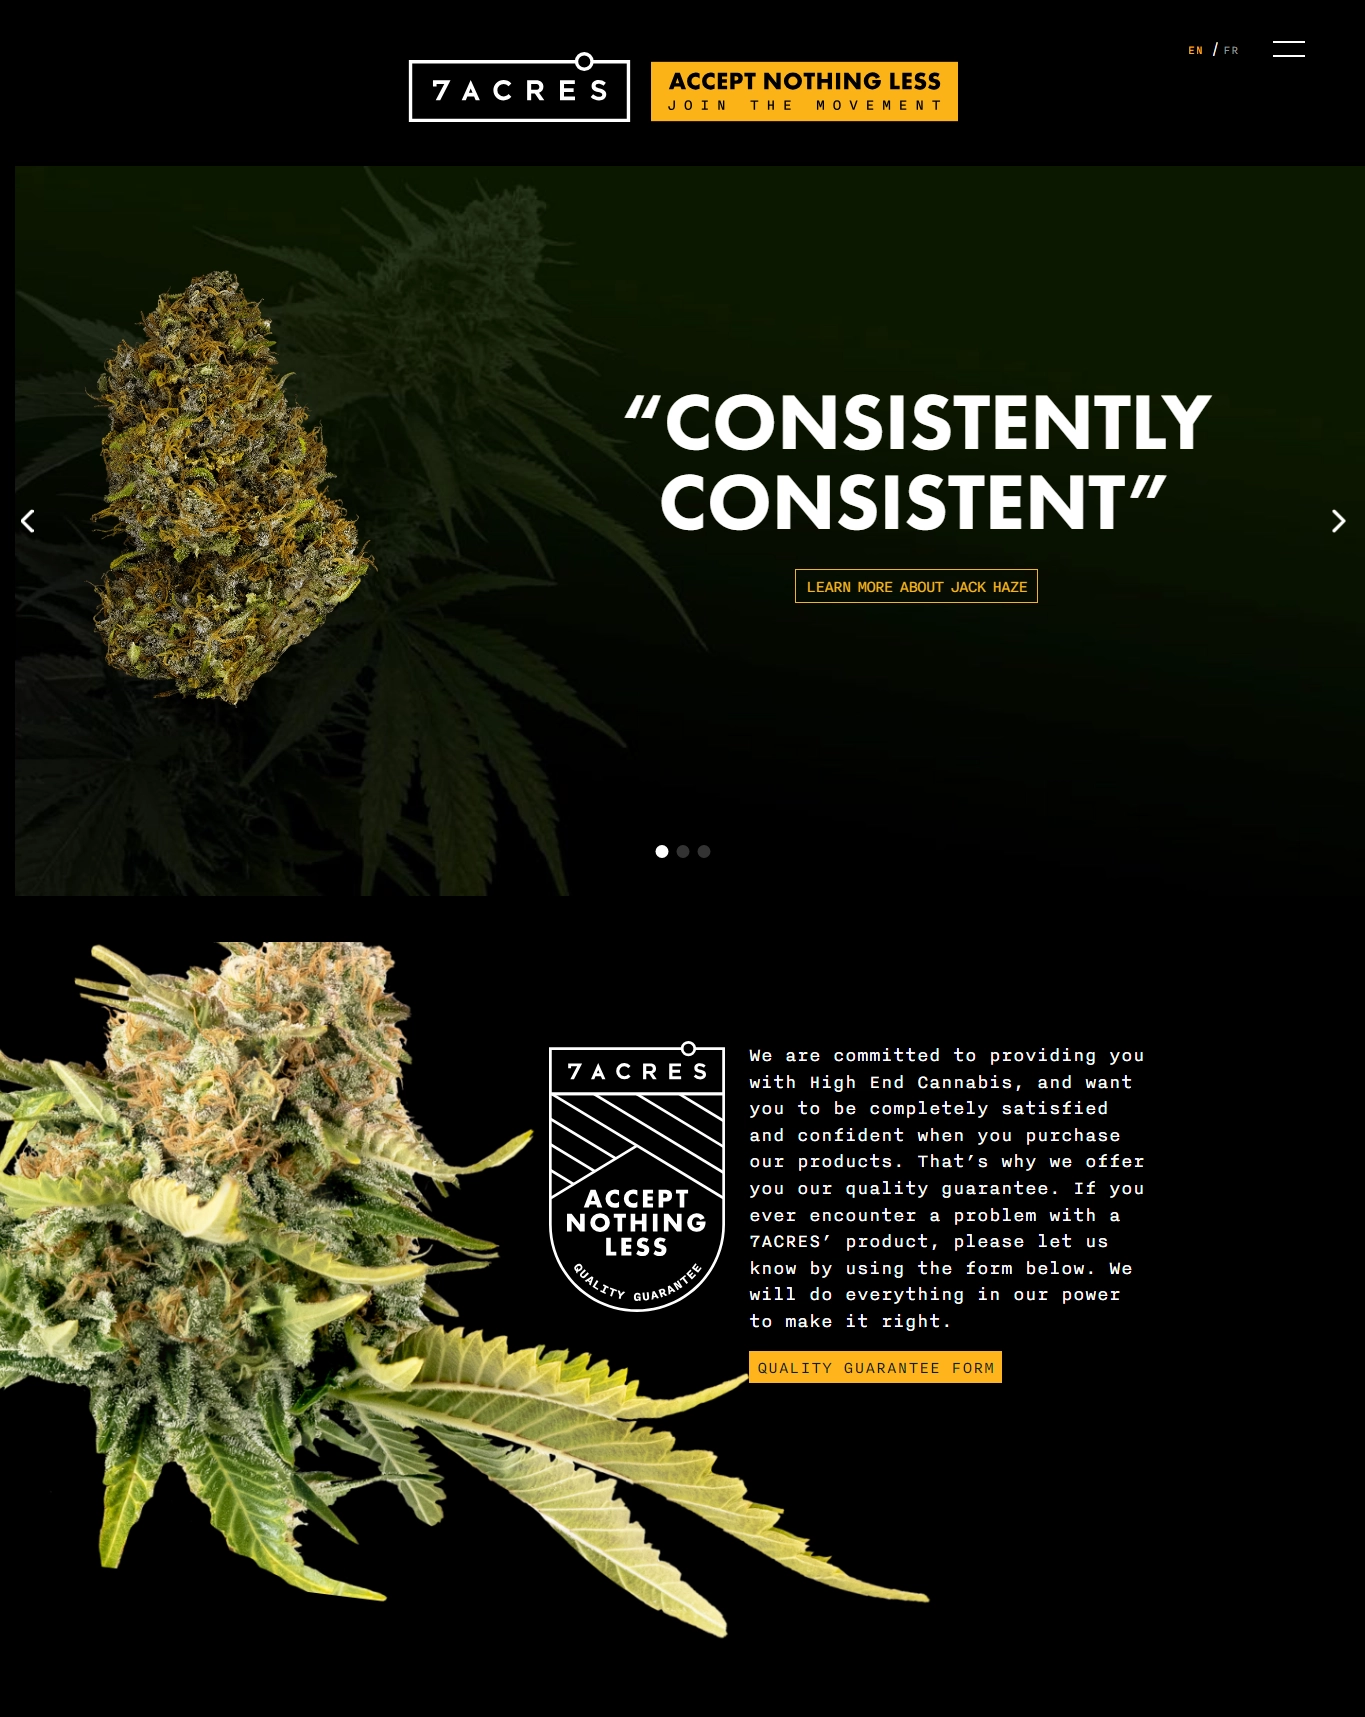 EN / FR
7 ACRES
ACCEPT NOTHING LESS
JOIN THE MOVEMENT
“CONSISTENTLY
CONSISTENT”
LEARN MORE ABOUT JACK HAZE
7 ACRES
ACCEPT
NOTHING
LESS
QUALITY GUARANTEE
We are committed to providing you
with High End Cannabis, and want
you to be completely satisfied
and confident when you purchase
our products. That’s why we offer
you our quality guarantee. If you
ever encounter a problem with a
7ACRES’ product, please let us
know by using the form below. We
will do everything in our power
to make it right.
QUALITY GUARANTEE FORM